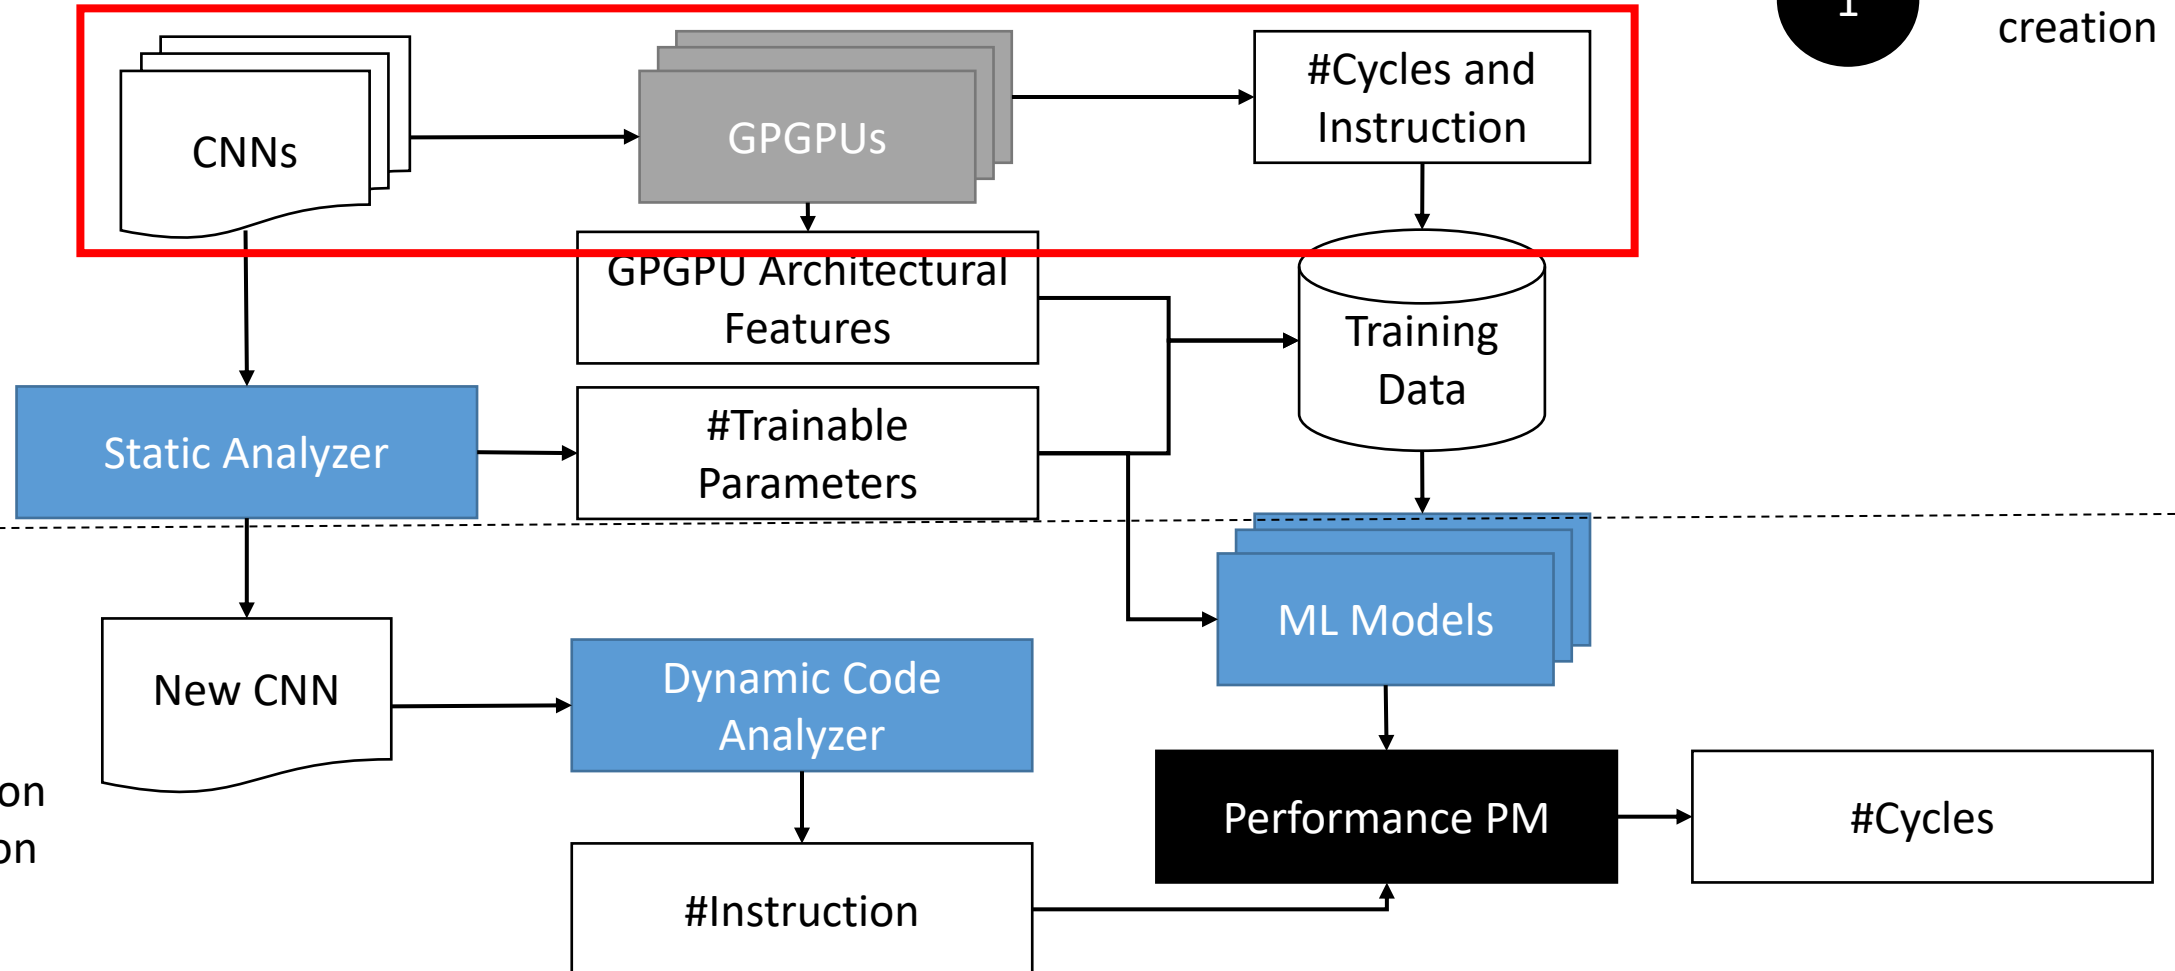 1
creation
CNNs
GPGPUs
#Cycles and
Instruction
GPGPU Architectural
Features
Training
Data
Static Analyzer
#Trainable
Parameters
ML Models
New CNN
Dynamic Code
Analyzer
on
on
Performance PM
#Cycles
#Instruction